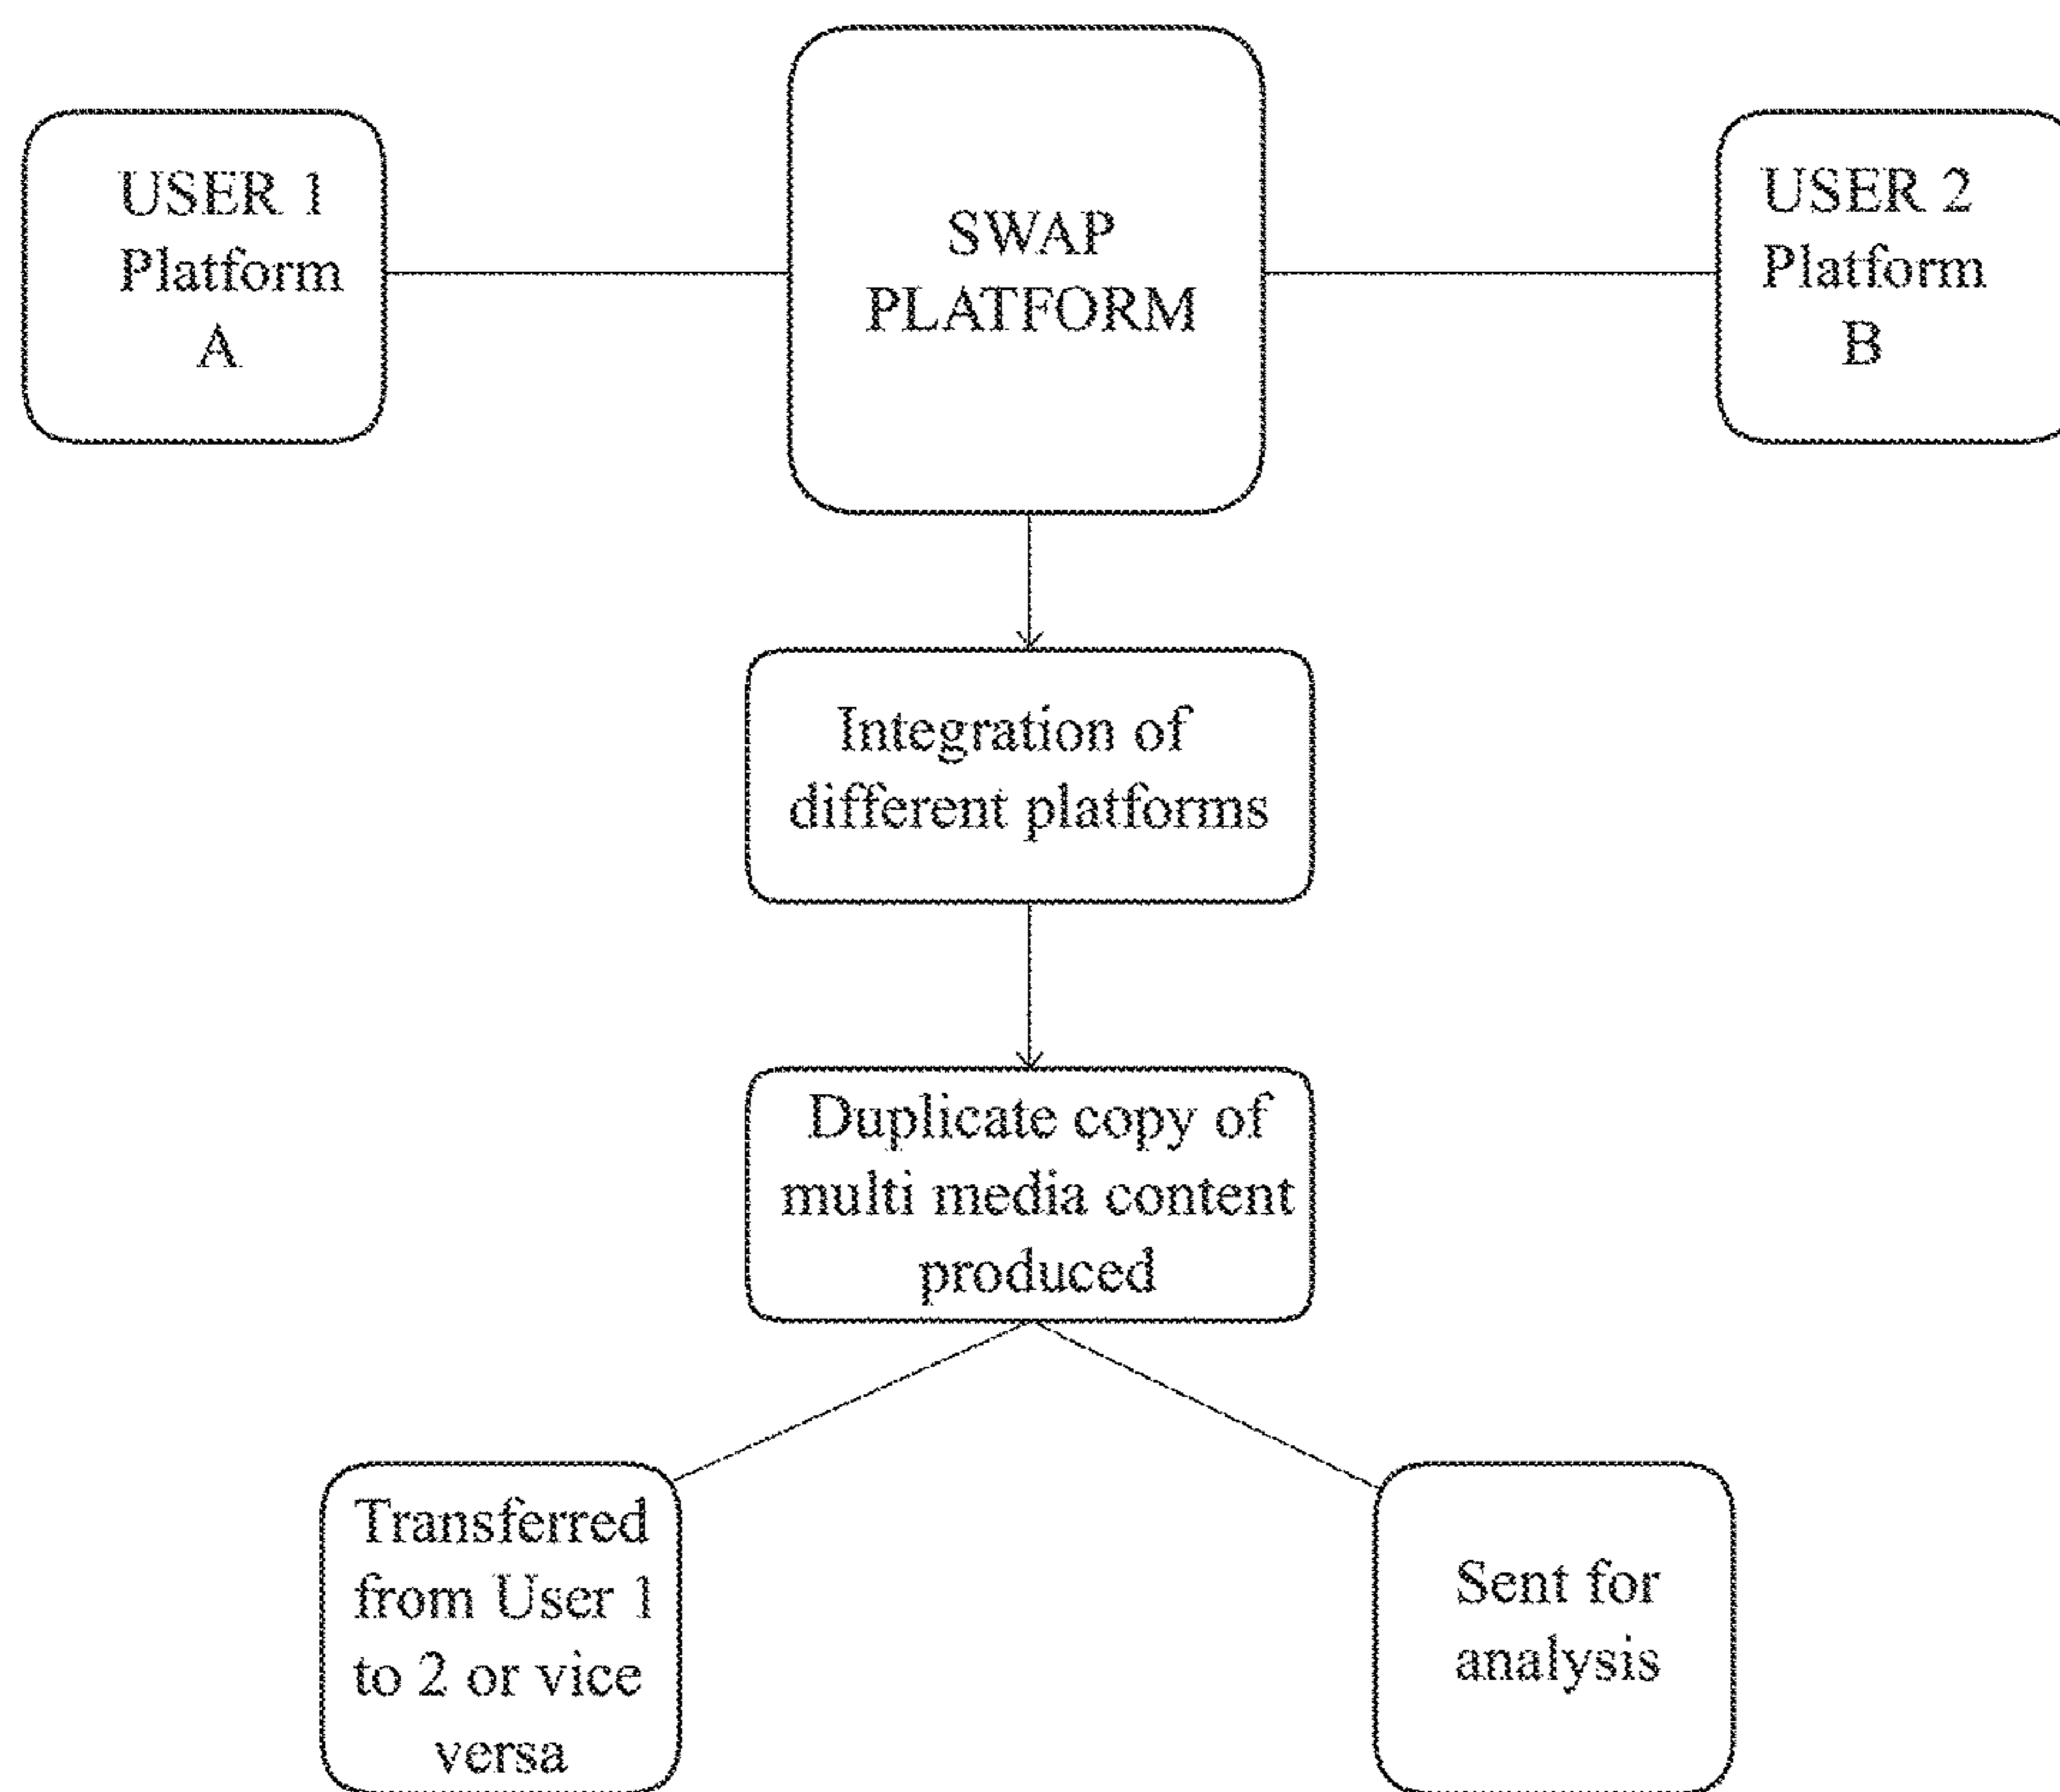 USER 1
Platform
A
SWAP
PLATFORM
USER 2
Platform
B
Integration of
different platforms
Duplicate copy of
multi media content
produced
Transferred
from User 1
to 2 or vice
versa
Sent for
analysis